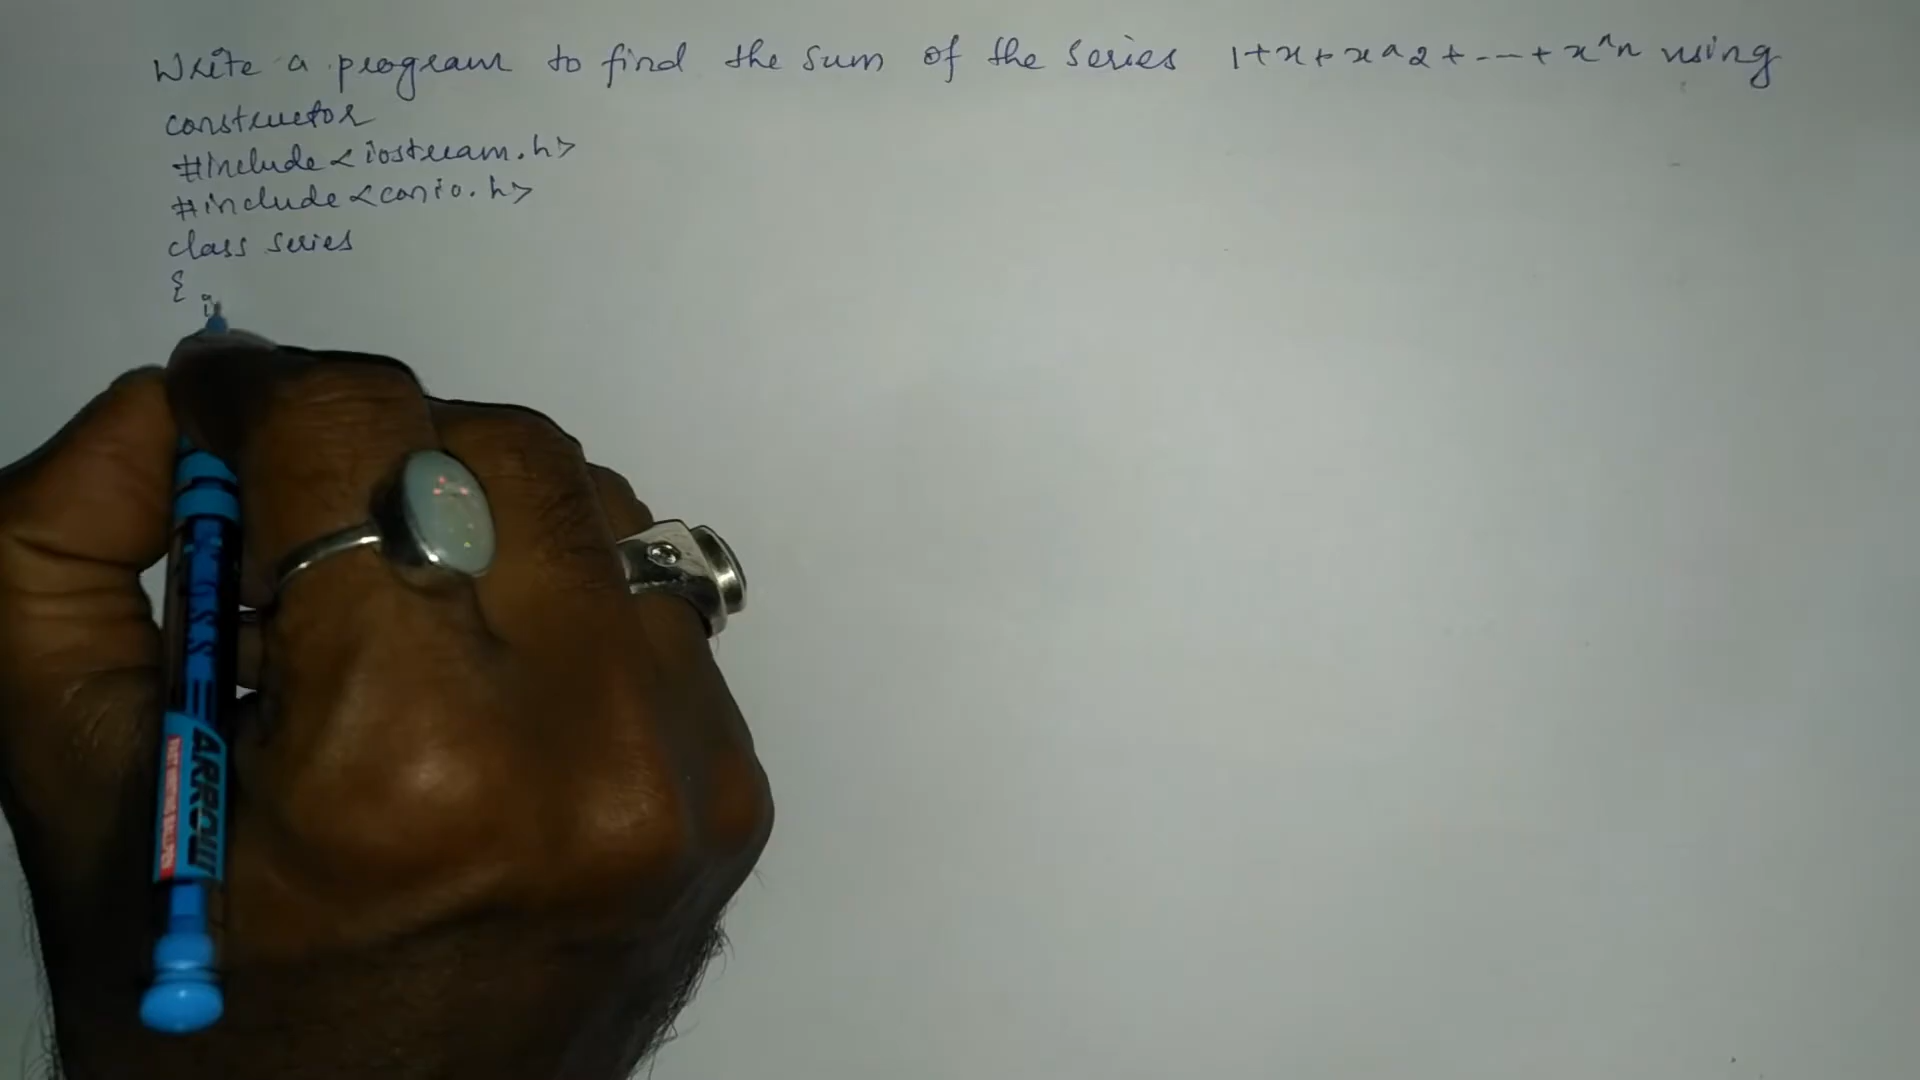 Write a program to find the sum of the series 1+x+x^2+---+x^n using
constructor
#include<iostream.h>
#include<conio.h>
class series
{ i
ARROW